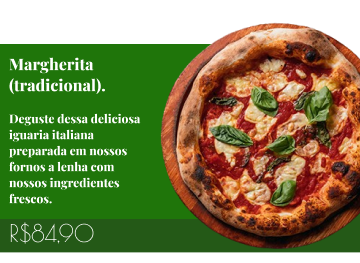 Margherita
(tradicional).
Deguste dessa deliciosa
iguaria italiana
preparada em nossos
fornos a lenha com
nossos ingredientes
frescos.
R$84,90